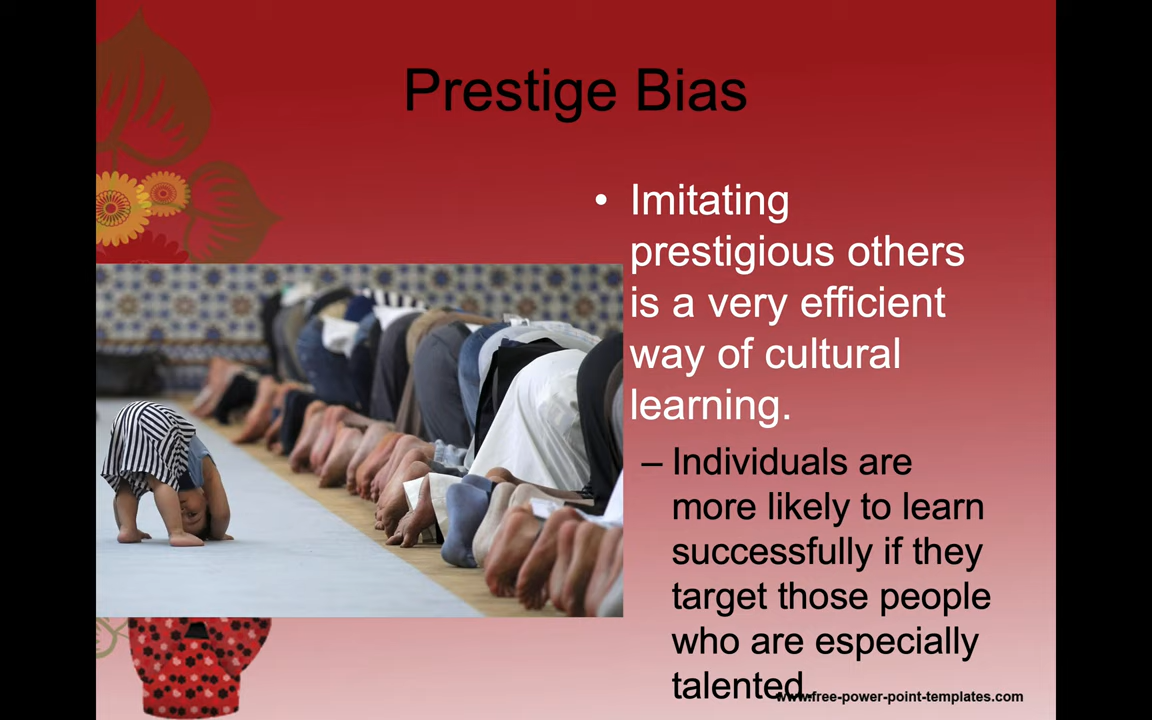 Prestige Bias
• Imitating
prestigious others
is a very efficient
way of cultural
learning.
– Individuals are
more likely to learn
successfully if they
target those people
who are especially
talented.
www.free-power-point-templates.com